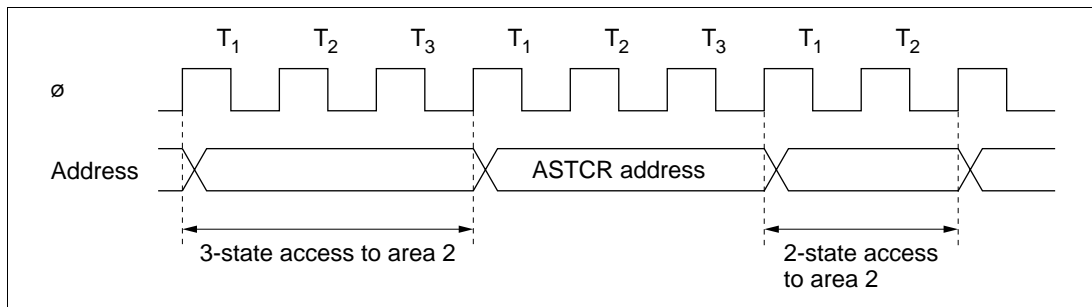 T1 T2 T3 T1 T2 T3 T1 T2
ø
Address
ASTCR address
3-state access to area 2
2-state access
to area 2